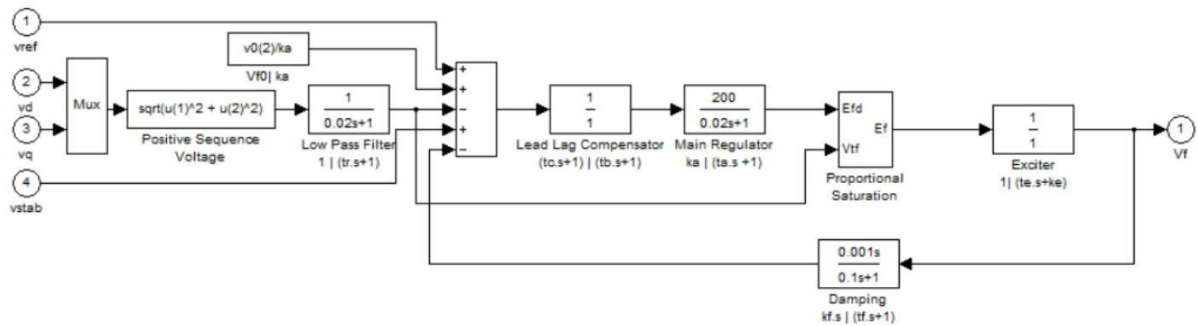 1
vref
v0(2)/ka
Vf0| ka
2
vd
3
vq
Mux
sqrt(u(1)^2 + u(2)^2)
Positive Sequence
Voltage
1
0.02s+1
Low Pass Filter
1 | (tr.s+1)
4
vstab
+
+
−
+
−
1
1
Lead Lag Compensator
(tc.s+1) | (tb.s+1)
200
0.02s+1
Main Regulator
ka | (ta.s +1)
Efd
Ef
Vtf
Proportional
Saturation
1
1
Exciter
1| (te.s+ke)
1
Vf
0.001s
0.1s+1
Damping
kf.s | (tf.s+1)